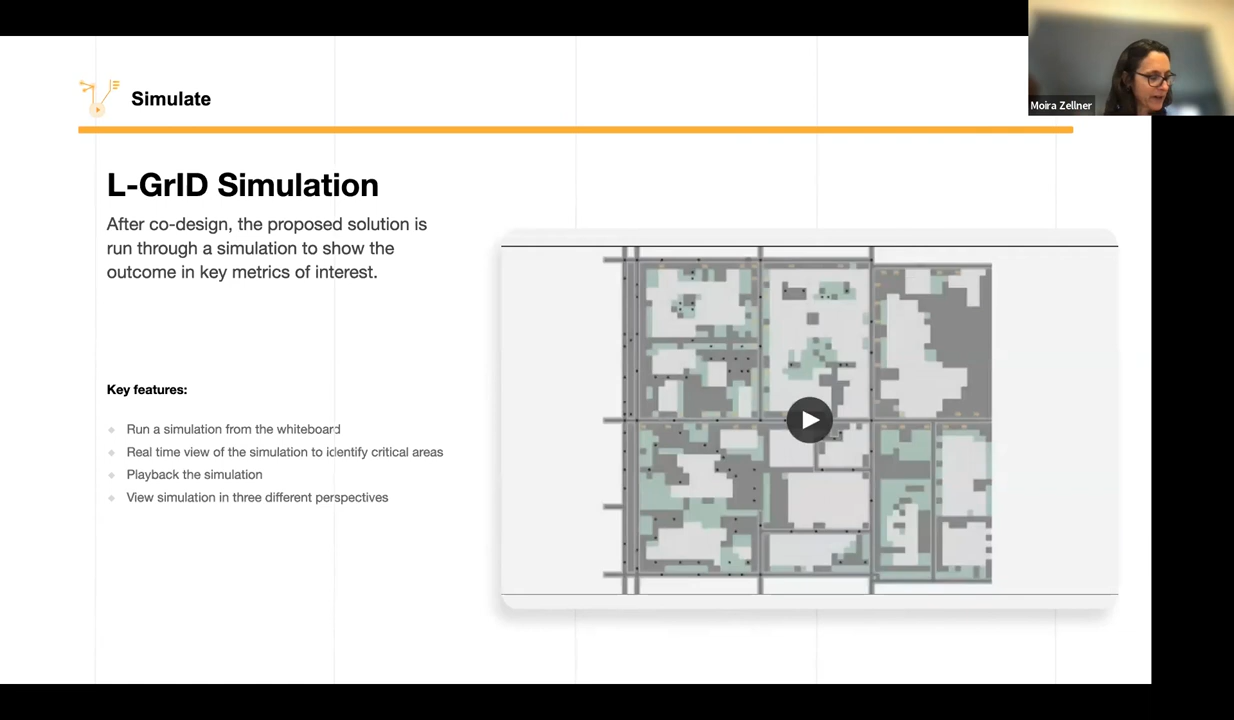 Simulate
Moira Zellner
L-GrID Simulation
After co-design, the proposed solution is
run through a simulation to show the
outcome in key metrics of interest.
Key features:
Run a simulation from the whiteboard
Real time view of the simulation to identify critical areas
Playback the simulation
View simulation in three different perspectives